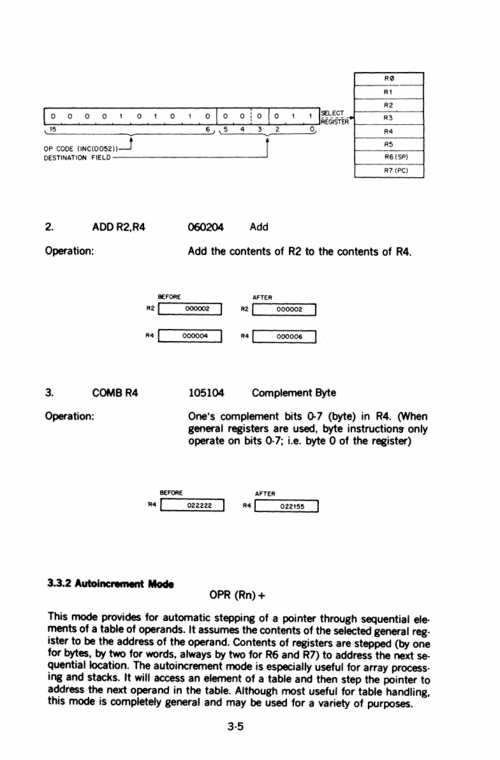 R0
R1
R2
R3
R4
R5
R6 (SP)
R7 (PC)
0 0 0 0 1 0 1 0 1 0 0 0 0 0 1 1
SELECT
REGISTER
15 6 5 4 3 2 0
OP CODE (INC(0052))
DESTINATION FIELD
2. ADD R2,R4 060204 Add
Operation: Add the contents of R2 to the contents of R4.
BEFORE AFTER
R2 000002 R2 000002
R4 000004 R4 000006
3. COMB R4 105104 Complement Byte
Operation: One's complement bits 0-7 (byte) in R4. (When
general registers are used, byte instructions only
operate on bits 0-7; i.e. byte 0 of the register)
BEFORE AFTER
R4 022222 R4 022155
3.3.2 Autoincrement Mode
OPR (Rn) +
This mode provides for automatic stepping of a pointer through sequential ele-
ments of a table of operands. It assumes the contents of the selected general reg-
ister to be the address of the operand. Contents of registers are stepped (by one
for bytes, by two for words, always by two for R6 and R7) to address the next se-
quential location. The autoincrement mode is especially useful for array process-
ing and stacks. It will access an element of a table and then step the pointer to
address the next operand in the table. Although most useful for table handling,
this mode is completely general and may be used for a variety of purposes.
3-5